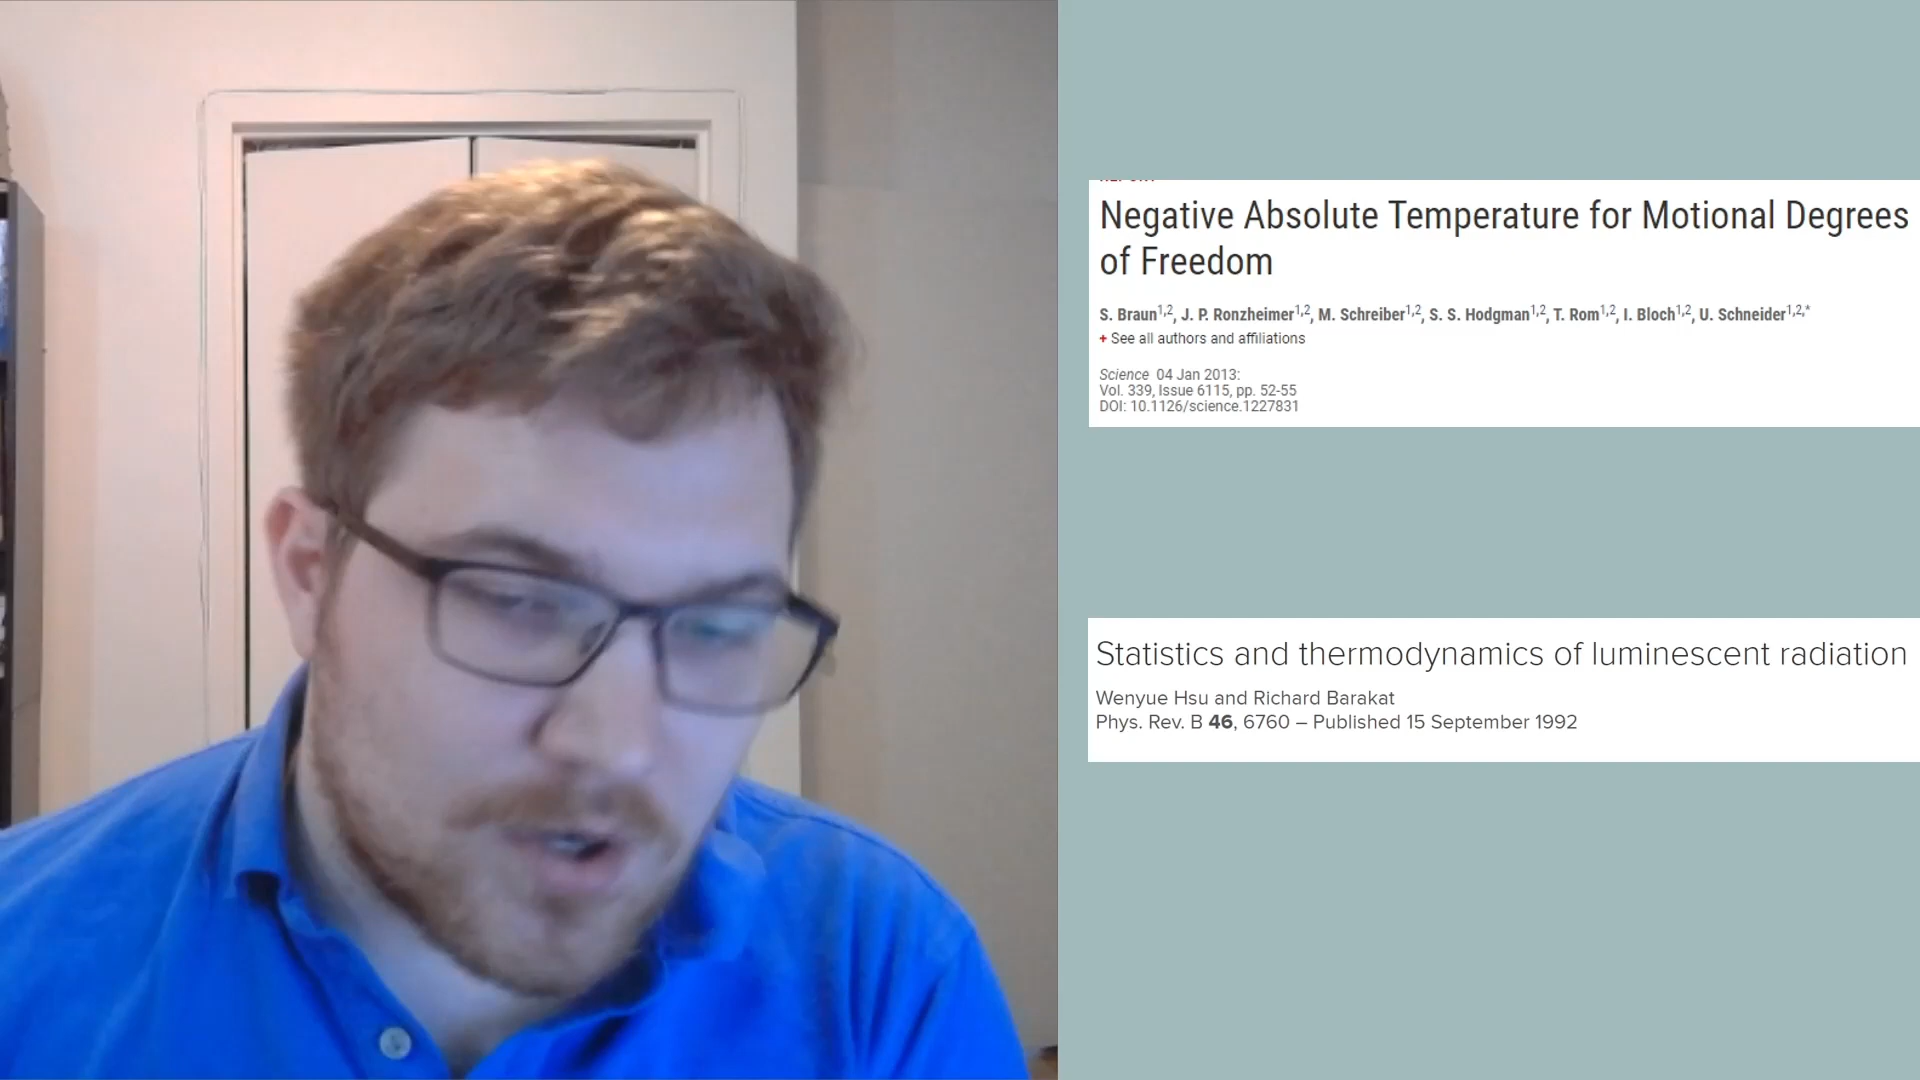 Negative Absolute Temperature for Motional Degrees
of Freedom
S. Braun1,2, J. P. Ronzheimer1,2, M. Schreiber1,2, S. S. Hodgman1,2, T. Rom1,2, I. Bloch1,2, U. Schneider1,2,*
+ See all authors and affiliations
Science 04 Jan 2013:
Vol. 339, Issue 6115, pp. 52-55
DOI: 10.1126/science.1227831
Statistics and thermodynamics of luminescent radiation
Wenyue Hsu and Richard Barakat
Phys. Rev. B 46, 6760 – Published 15 September 1992